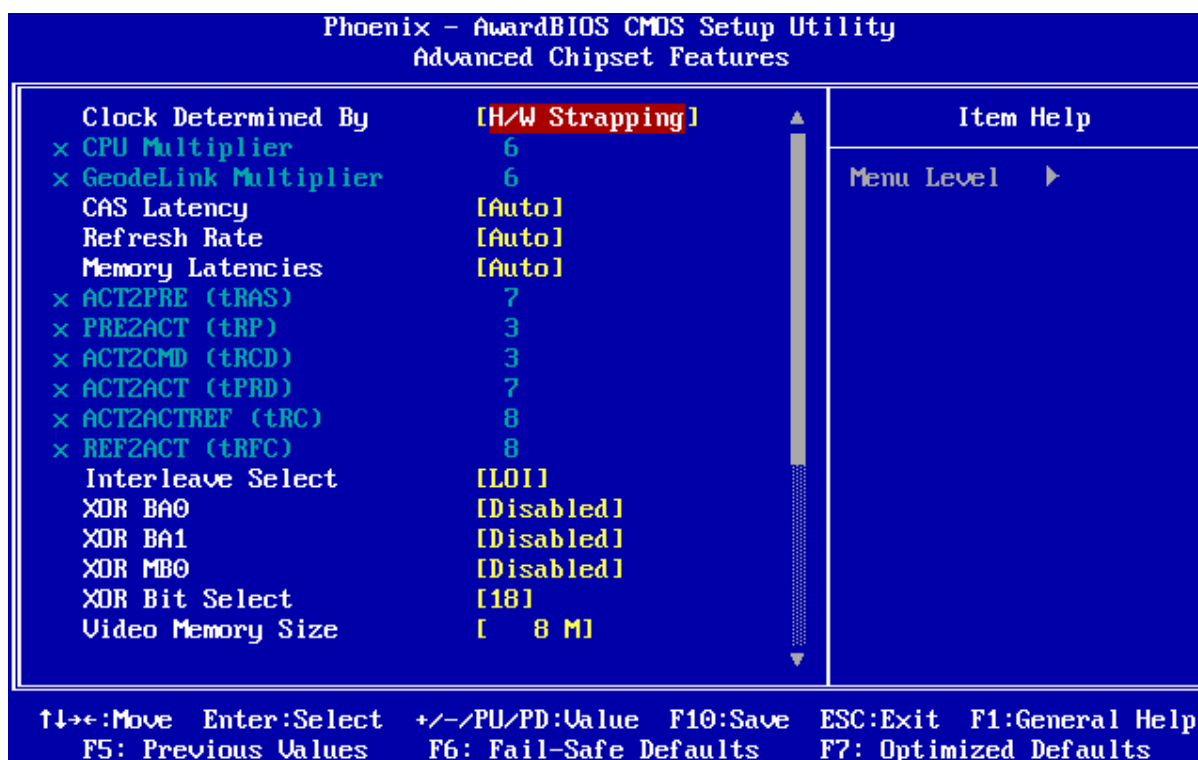 Phoenix - AwardBIOS CMOS Setup Utility
Advanced Chipset Features
Clock Determined By [H/W Strapping]
x CPU Multiplier 6
x GeodeLink Multiplier 6
CAS Latency [Auto]
Refresh Rate [Auto]
Memory Latencies [Auto]
x ACT2PRE (tRAS) 7
x PRE2ACT (tRP) 3
x ACT2CMD (tRCD) 3
x ACT2ACT (tPRD) 7
x ACT2ACTREF (tRC) 8
x REF2ACT (tRFC) 8
Interleave Select [LOI]
XOR BA0 [Disabled]
XOR BA1 [Disabled]
XOR MB0 [Disabled]
XOR Bit Select [18]
Video Memory Size [ 8 M]
Item Help
Menu Level ▶
↑↓→←:Move Enter:Select +/-/PU/PD:Value F10:Save ESC:Exit F1:General Help
F5: Previous Values F6: Fail-Safe Defaults F7: Optimized Defaults